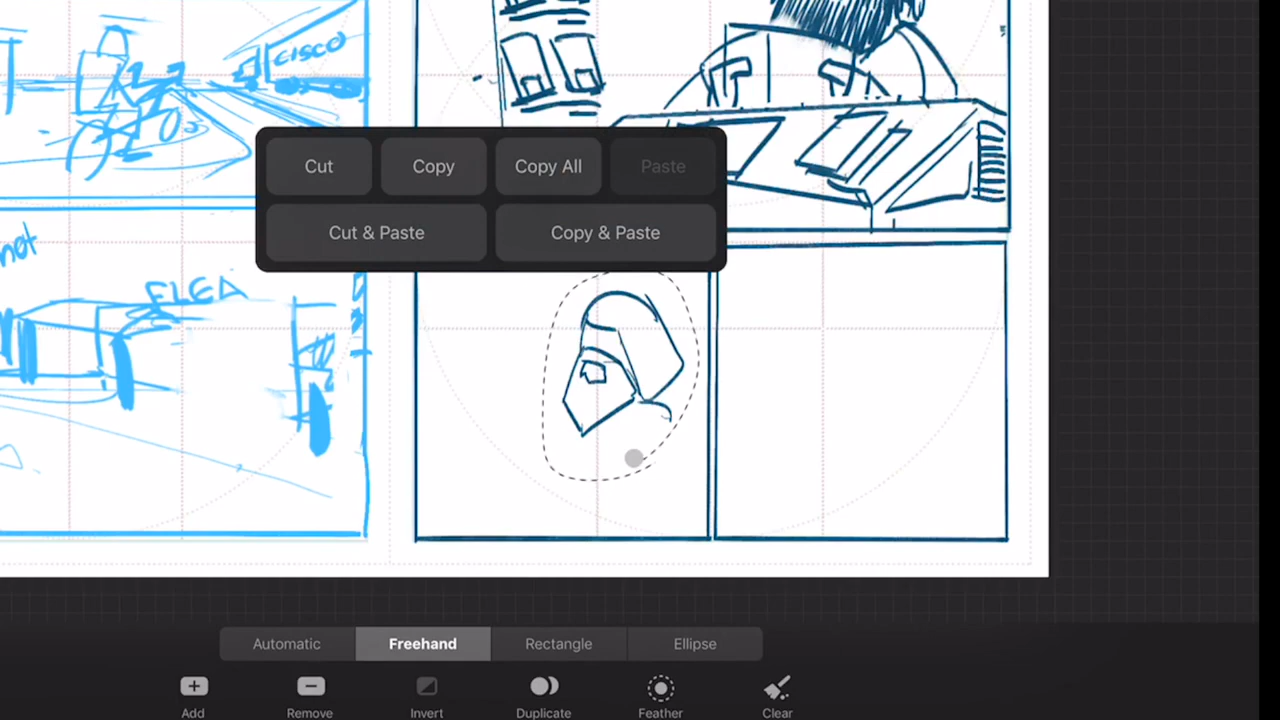 CISCO
Cut Copy Copy All Paste
Cut & Paste Copy & Paste
not
FLEA
Automatic Freehand Rectangle Ellipse
Add Remove Invert Duplicate Feather Clear